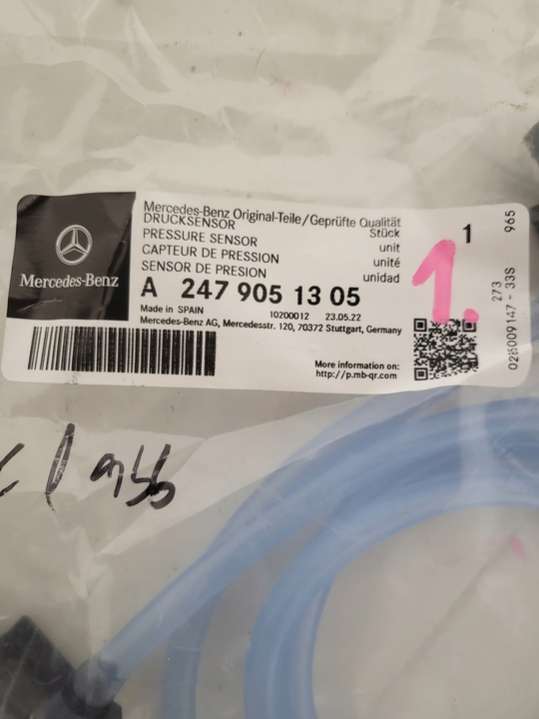 Mercedes-Benz
Mercedes-Benz Original-Teile/Geprüfte Qualität
DRUCKSENSOR Stück
PRESSURE SENSOR unit
CAPTEUR DE PRESSION unité
SENSOR DE PRESION unidad
1
1.
A 247 905 13 05
Made in SPAIN 10200012 23.05.22
Mercedes-Benz AG, Mercedesstr. 120, 70372 Stuttgart, Germany
More information on:
http://p.mb-qr.com
965
273
028009147 - 33S